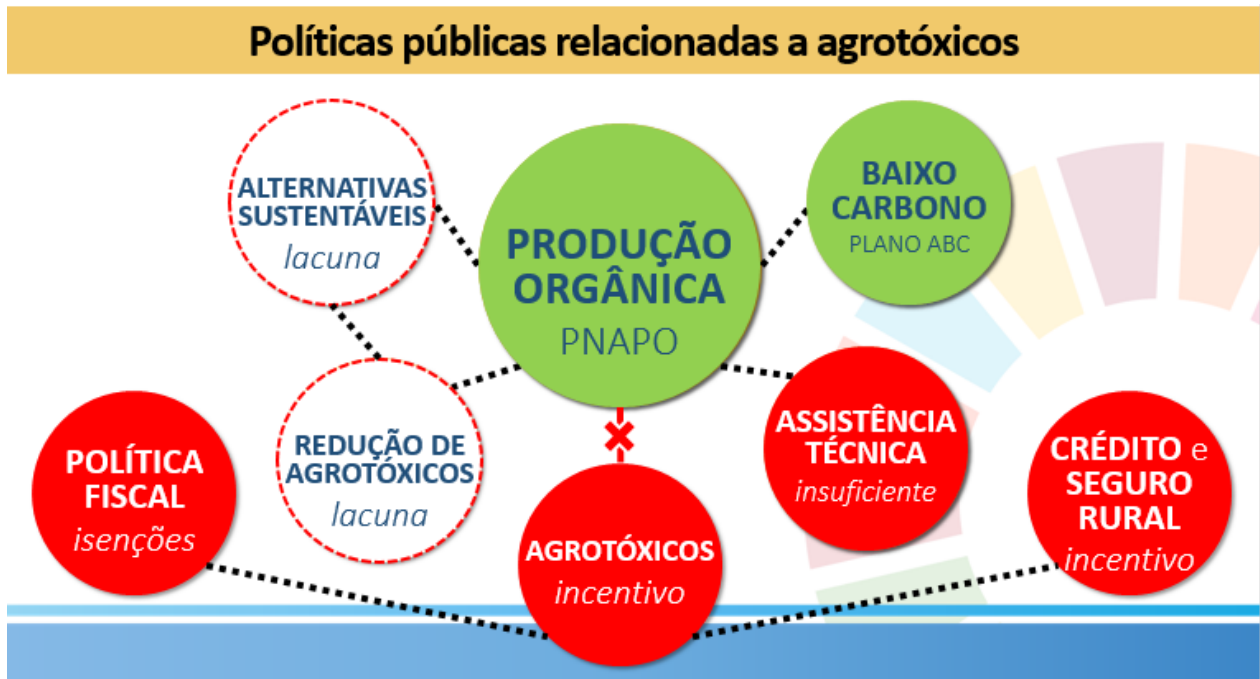 Políticas públicas relacionadas a agrotóxicos
ALTERNATIVAS
SUSTENTÁVEIS
lacuna
PRODUÇÃO
ORGÂNICA
PNAPO
BAIXO
CARBONO
PLANO ABC
POLÍTICA
FISCAL
isenções
REDUÇÃO DE
AGROTÓXICOS
lacuna
AGROTÓXICOS
incentivo
ASSISTÊNCIA
TÉCNICA
insuficiente
CRÉDITO e
SEGURO
RURAL
incentivo